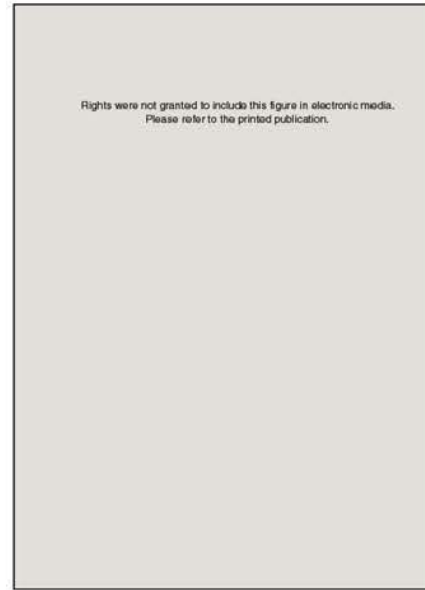 Rights were not granted to include this figure in electronic media.
Please refer to the printed publication.